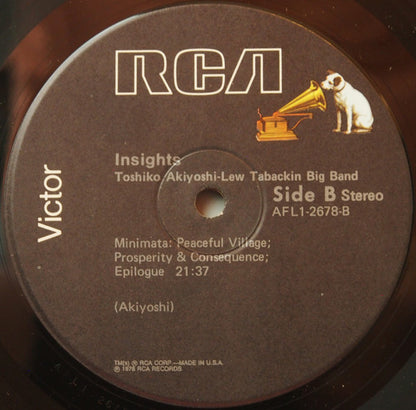 RCA
Victor
Insights
Toshiko Akiyoshi-Lew Tabackin Big Band
Side B Stereo
AFL1-2678-B
Minimata: Peaceful Village;
Prosperity & Consequence;
Epilogue 21:37
(Akiyoshi)
TM(s) ® RCA CORP.—MADE IN U.S.A.
℗ 1976 RCA RECORDS